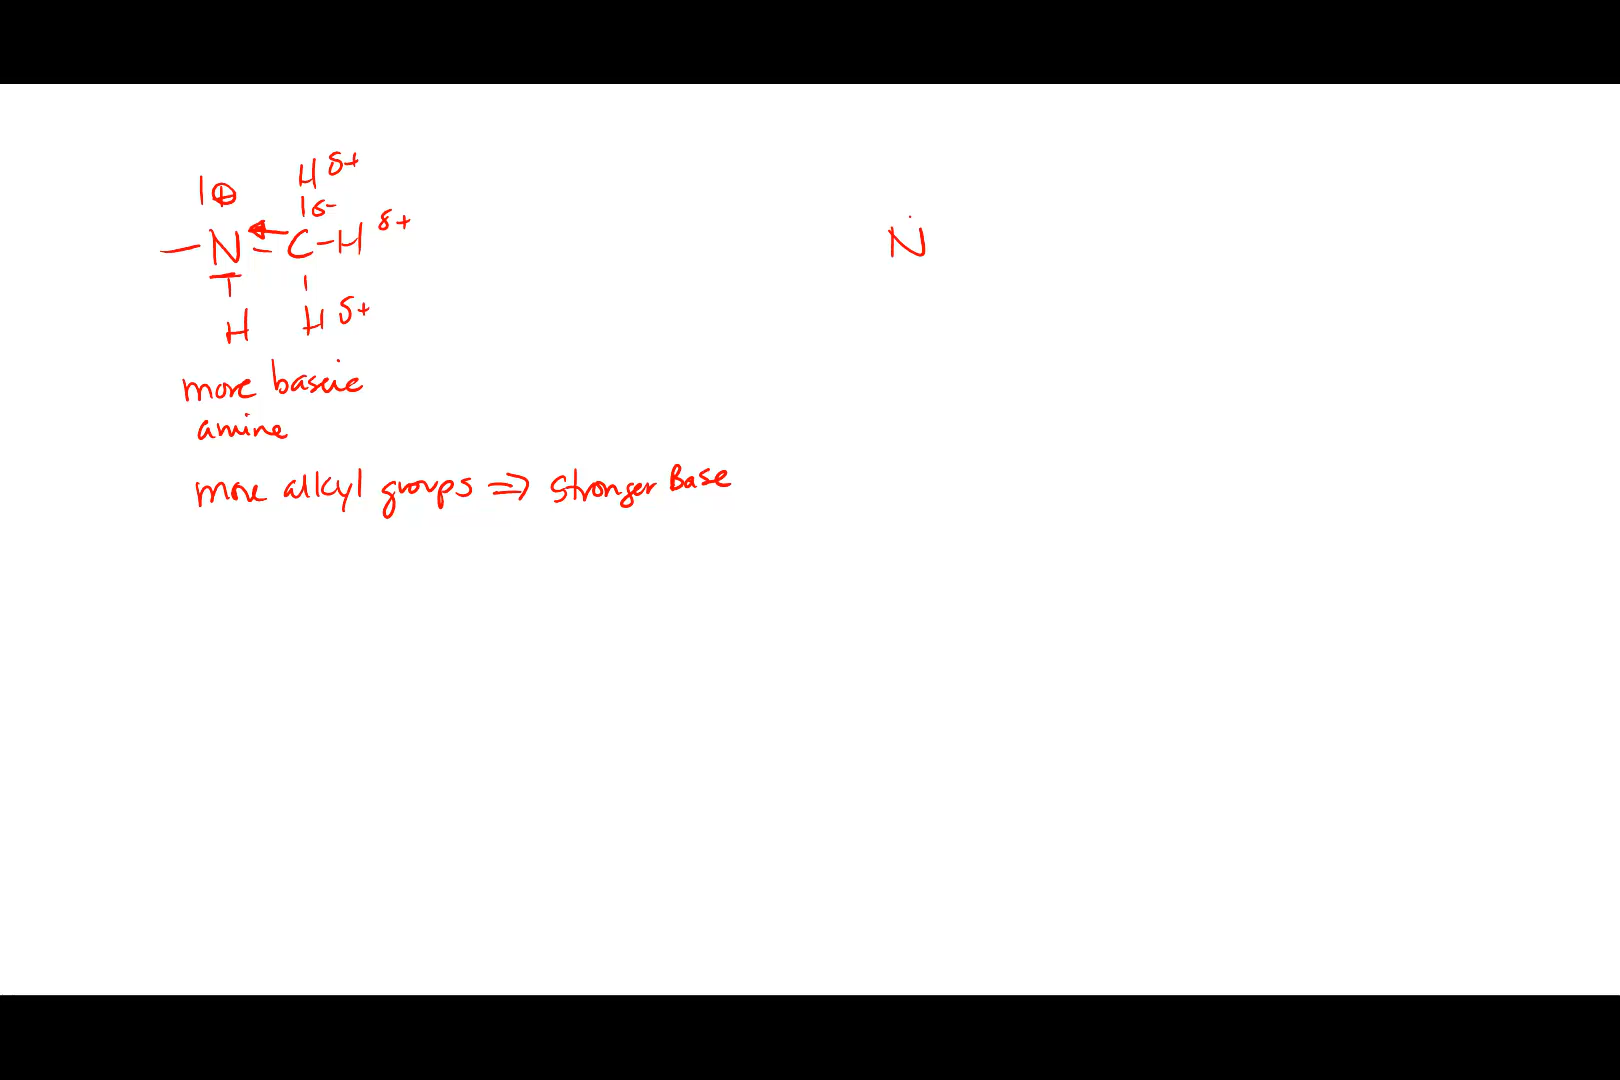 H δ+
| ⊕ | δ-
— N - C - H δ+
| |
H H δ+
more basic
amine
more alkyl groups ⇒ stronger Base
N